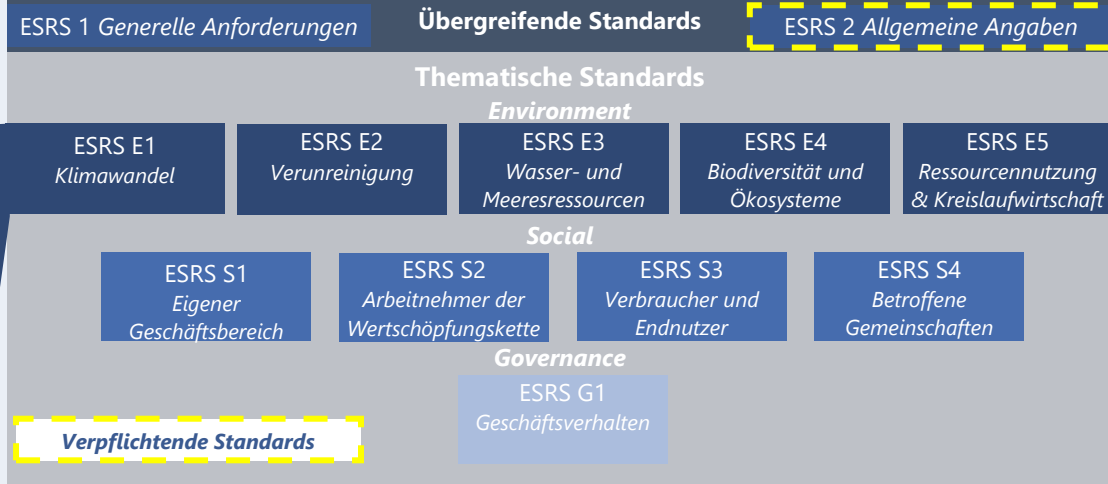 ESRS 1 Generelle Anforderungen
Übergreifende Standards
ESRS 2 Allgemeine Angaben
Thematische Standards
Environment
ESRS E1
Klimawandel
ESRS E2
Verunreinigung
ESRS E3
Wasser- und
Meeresressourcen
ESRS E4
Biodiversität und
Ökosysteme
ESRS E5
Ressourcennutzung
& Kreislaufwirtschaft
Social
ESRS S1
Eigener
Geschäftsbereich
ESRS S2
Arbeitnehmer der
Wertschöpfungskette
ESRS S3
Verbraucher und
Endnutzer
ESRS S4
Betroffene
Gemeinschaften
Governance
ESRS G1
Geschäftsverhalten
Verpflichtende Standards